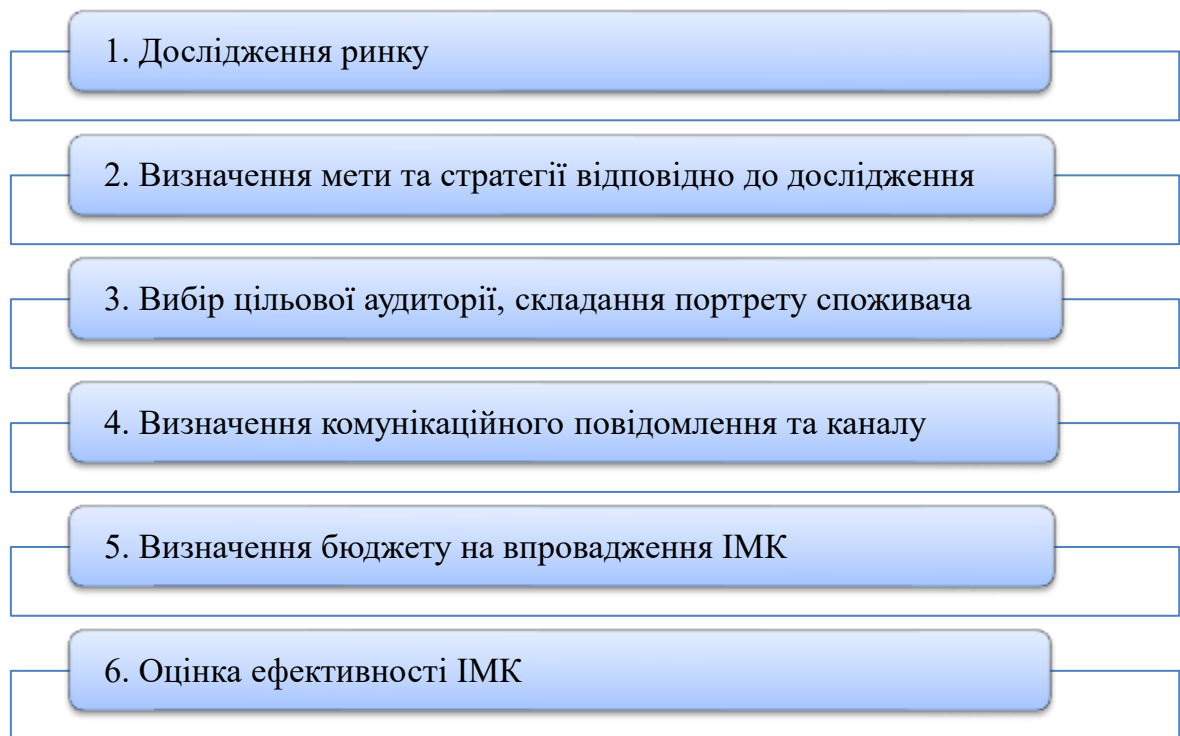 1. Дослідження ринку
2. Визначення мети та стратегії відповідно до дослідження
3. Вибір цільової аудиторії, складання портрету споживача
4. Визначення комунікаційного повідомлення та каналу
5. Визначення бюджету на впровадження ІМК
6. Оцінка ефективності ІМК